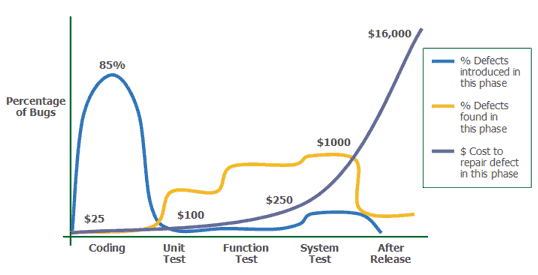 $16,000
85%
Percentage
of Bugs
$1000
$250
$100
$25
Coding
Unit
Test
Function
Test
System
Test
After
Release
% Defects
introduced in
this phase
% Defects
found in
this phase
$ Cost to
repair defect
in this phase